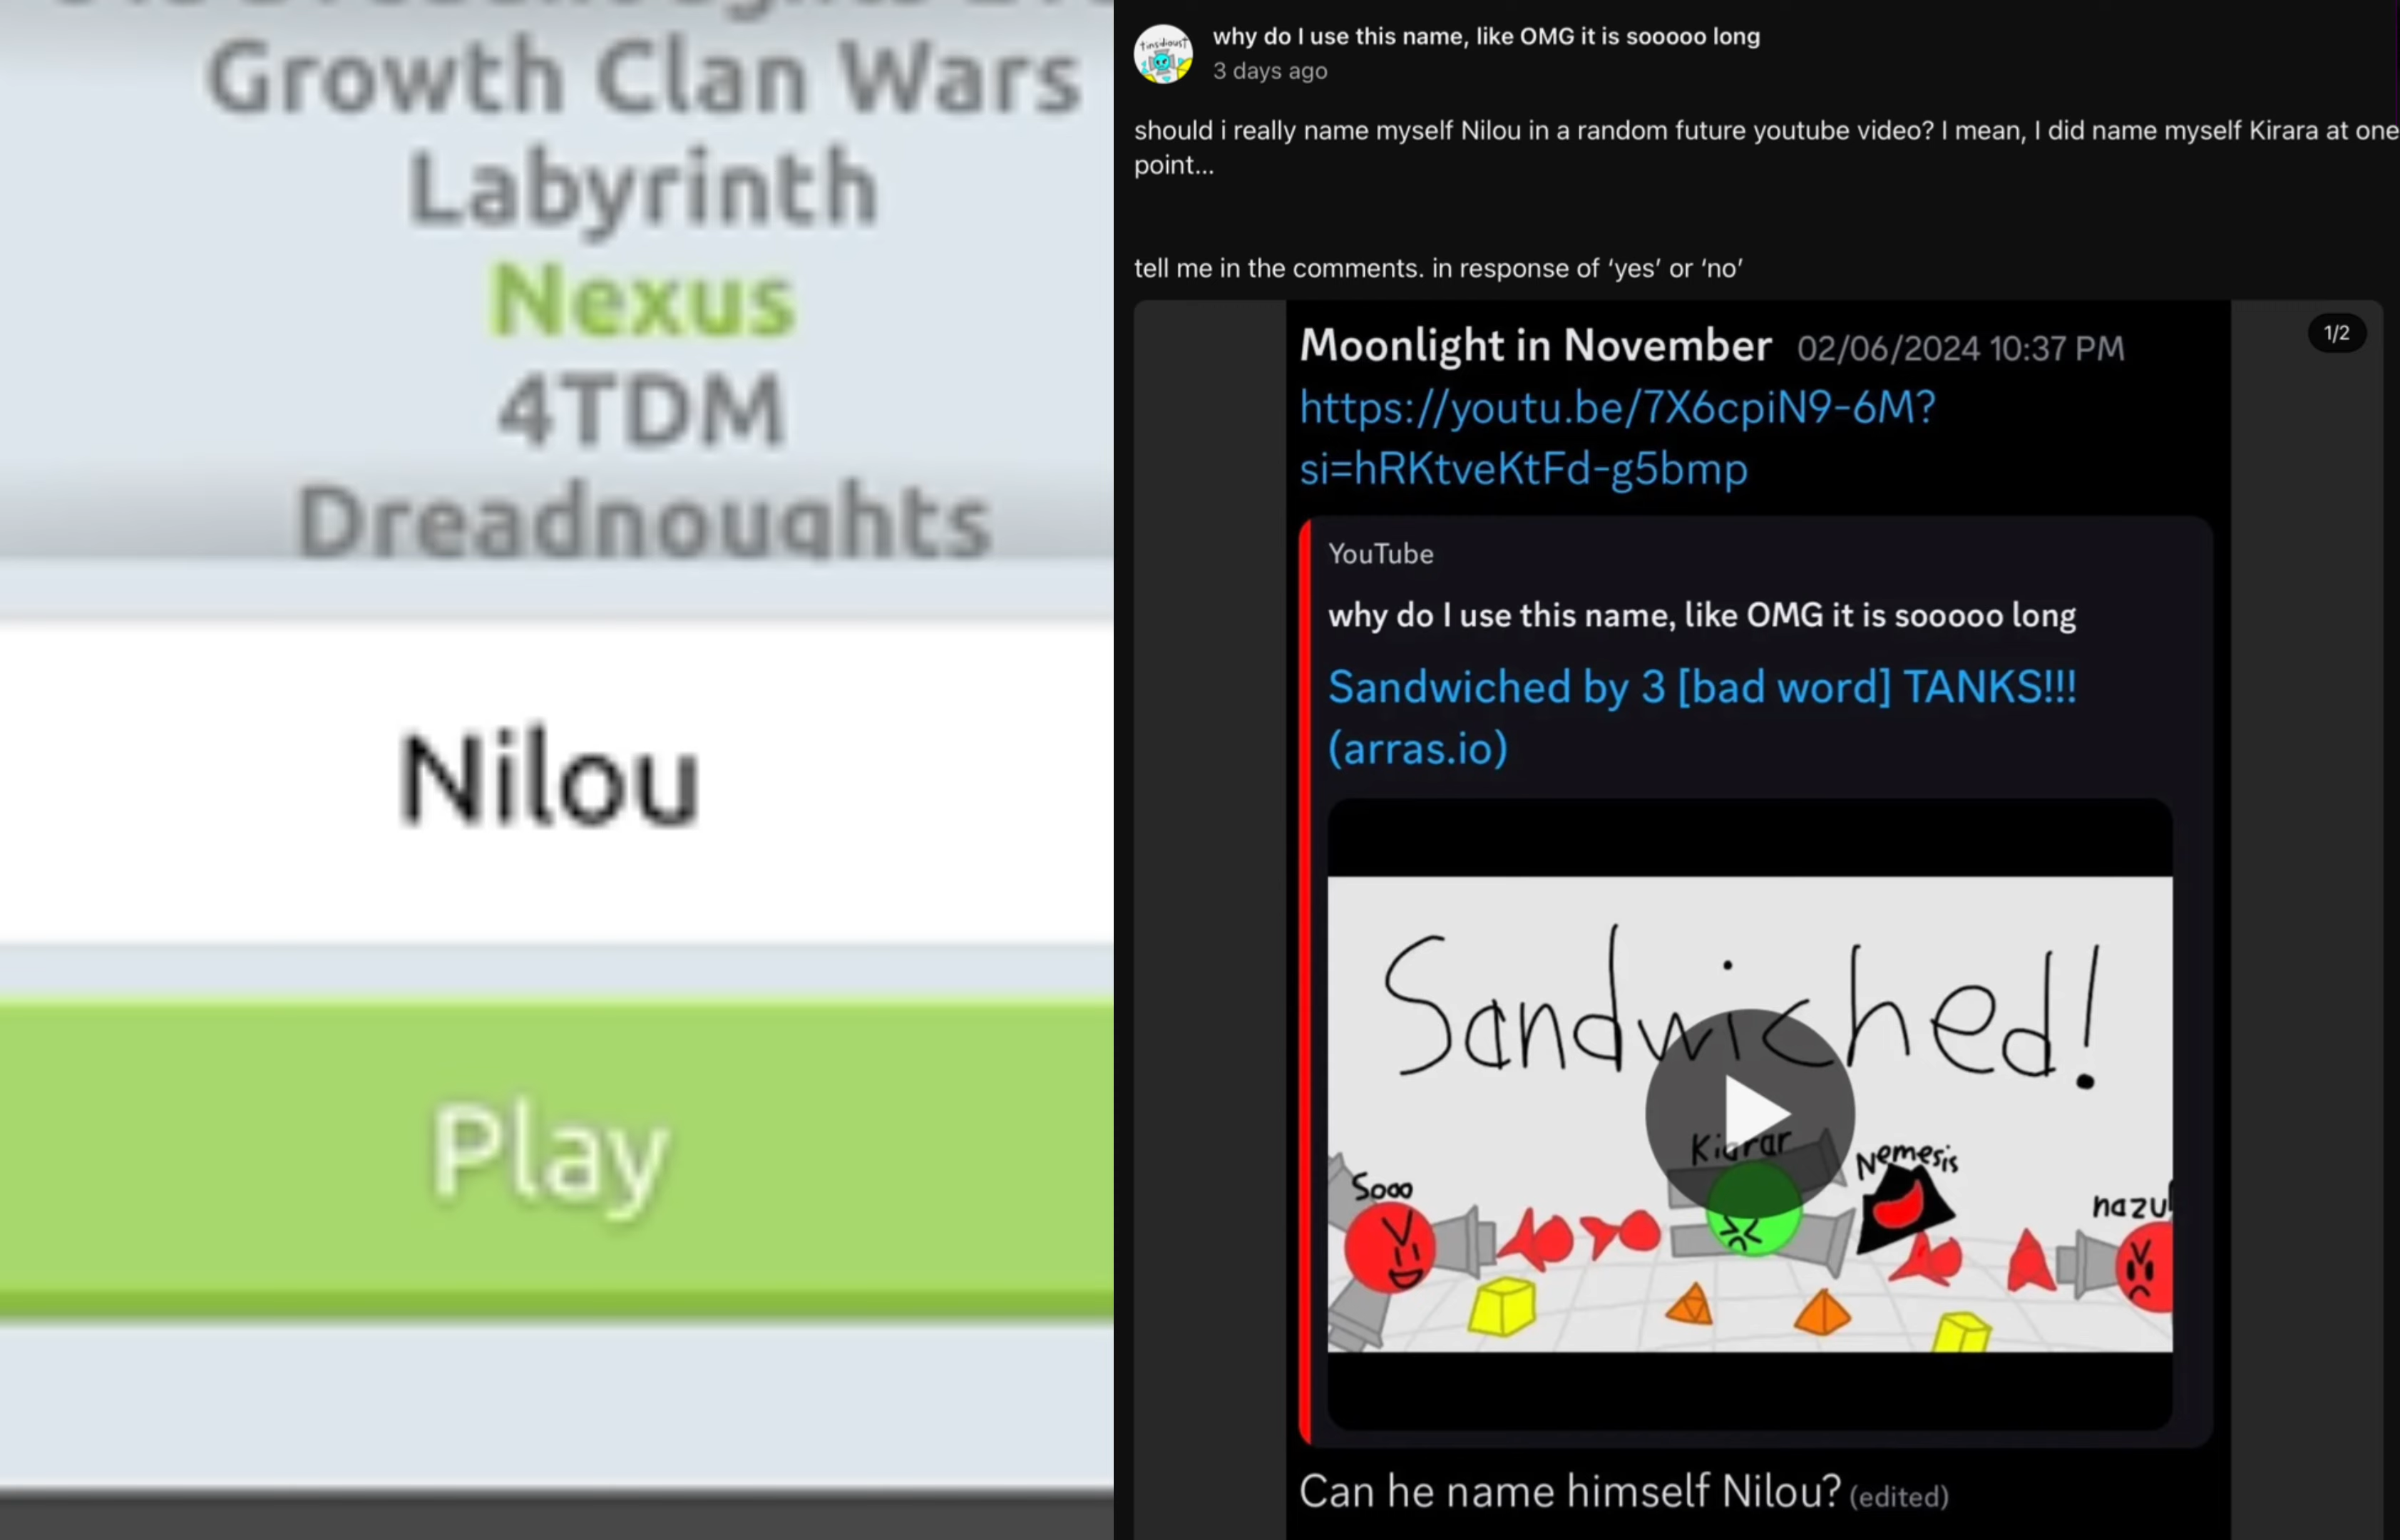 Growth Clan Wars
Labyrinth
Nexus
4TDM
Dreadnoughts
Nilou
Play
why do I use this name, like OMG it is sooooo long
3 days ago
should i really name myself Nilou in a random future youtube video? I mean, I did name myself Kirara at one
point...
tell me in the comments. in response of ‘yes’ or ‘no’
1/2
Moonlight in November 02/06/2024 10:37 PM
https://youtu.be/7X6cpiN9-6M?
si=hRKtveKtFd-g5bmp
YouTube
why do I use this name, like OMG it is sooooo long
Sandwiched by 3 [bad word] TANKS!!!
(arras.io)
Sandwiched!
Sooo
Nemesis
hazul
Can he name himself Nilou? (edited)